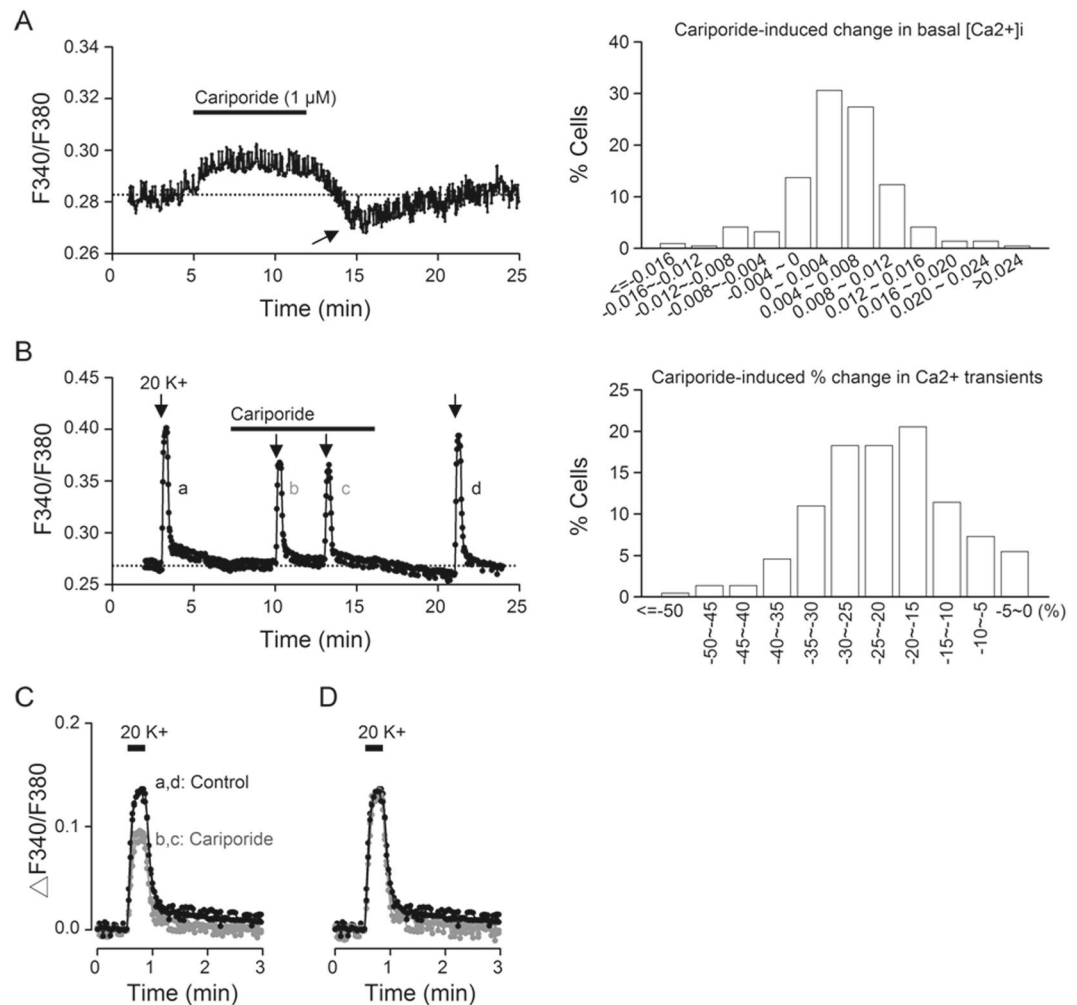 A
0.34
0.32
0.30
0.28
0.26
F340/F380
Cariporide (1 µM)
0 5 10 15 20 25
Time (min)
Cariporide-induced change in basal [Ca2+]i
40
30
20
10
0
% Cells
<=-0.016
-0.016~-0.012
-0.012~-0.008
-0.008~-0.004
-0.004 ~ 0
0 ~ 0.004
0.004 ~ 0.008
0.008 ~ 0.012
0.012 ~ 0.016
0.016 ~ 0.020
0.020 ~ 0.024
>0.024
B
0.45
0.40
0.35
0.30
0.25
F340/F380
20 K+
Cariporide
a b c d
0 5 10 15 20 25
Time (min)
Cariporide-induced % change in Ca2+ transients
25
20
15
10
5
0
% Cells
<=-50
-50~-45
-45~-40
-40~-35
-35~-30
-30~-25
-25~-20
-20~-15
-15~-10
-10~-5
-5~0 (%)
C
0.2
0.1
0.0
△F340/F380
20 K+
a,d: Control
b,c: Cariporide
0 1 2 3
Time (min)
D
20 K+
0 1 2 3
Time (min)